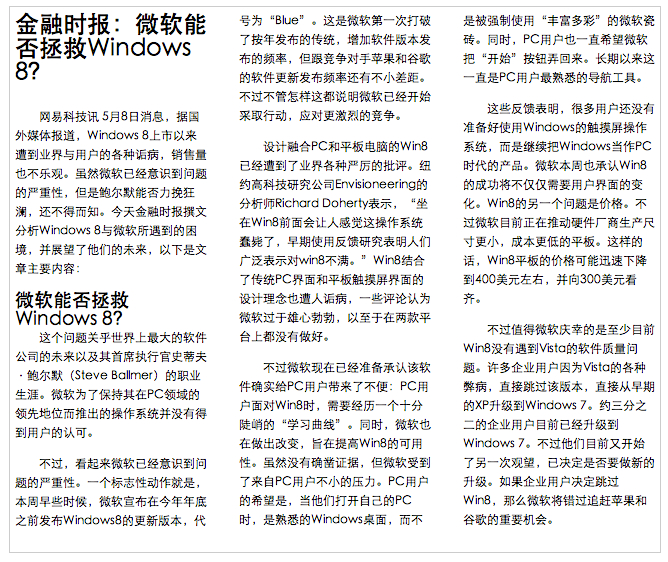 金融时报：微软能
否拯救Windows
8?
网易科技讯 5月8日消息，据国
外媒体报道，Windows 8上市以来
遭到业界与用户的各种诟病，销售量
也不乐观。虽然微软已经意识到问题
的严重性，但是鲍尔默能否力挽狂
澜，还不得而知。今天金融时报撰文
分析Windows 8与微软所遇到的困
境，并展望了他们的未来，以下是文
章主要内容：
微软能否拯救
Windows 8?
这个问题关乎世界上最大的软件
公司的未来以及其首席执行官史蒂夫
·鲍尔默（Steve Ballmer）的职业
生涯。微软为了保持其在PC领域的
领先地位而推出的操作系统并没有得
到用户的认可。
不过，看起来微软已经意识到问
题的严重性。一个标志性动作就是，
本周早些时候，微软宣布在今年年底
之前发布Windows8的更新版本，代
号为“Blue”。这是微软第一次打破
了按年发布的传统，增加软件版本发
布的频率，但跟竞争对手苹果和谷歌
的软件更新发布频率还有不小差距。
不过不管怎样这都说明微软已经开始
采取行动，应对更激烈的竞争。
设计融合PC和平板电脑的Win8
已经遭到了业界各种严厉的批评。纽
约高科技研究公司Envisioneering的
分析师Richard Doherty表示，“坐
在Win8前面会让人感觉这操作系统
蠢毙了，早期使用反馈研究表明人们
广泛表示对win8不满。”Win8结合
了传统PC界面和平板触摸屏界面的
设计理念也遭人诟病，一些评论认为
微软过于雄心勃勃，以至于在两款平
台上都没有做好。
不过微软现在已经准备承认该软
件确实给PC用户带来了不便：PC用
户面对Win8时，需要经历一个十分
陡峭的“学习曲线”。同时，微软也
在做出改变，旨在提高Win8的可用
性。虽然没有确凿证据，但微软受到
了来自PC用户不小的压力。PC用户
的希望是，当他们打开自己的PC
时，是熟悉的Windows桌面，而不
是被强制使用“丰富多彩”的微软瓷
砖。同时，PC用户也一直希望微软
把“开始”按钮弄回来。长期以来这
一直是PC用户最熟悉的导航工具。
这些反馈表明，很多用户还没有
准备好使用Windows的触摸屏操作
系统，而是继续把Windows当作PC
时代的产品。微软本周也承认Win8
的成功将不仅仅需要用户界面的变
化。Win8的另一个问题是价格。不
过微软目前正在推动硬件厂商生产尺
寸更小，成本更低的平板。这样的
话，Win8平板的价格可能迅速下降
到400美元左右，并向300美元看
齐。
不过值得微软庆幸的是至少目前
Win8没有遇到Vista的软件质量问
题。许多企业用户因为Vista的各种
弊病，直接跳过该版本，直接从早期
的XP升级到Windows 7。约三分之
二的企业用户目前已经升级到
Windows 7。不过他们目前又开始
了另一次观望，已决定是否要做新的
升级。如果企业用户决定跳过
Win8，那么微软将错过追赶苹果和
谷歌的重要机会。